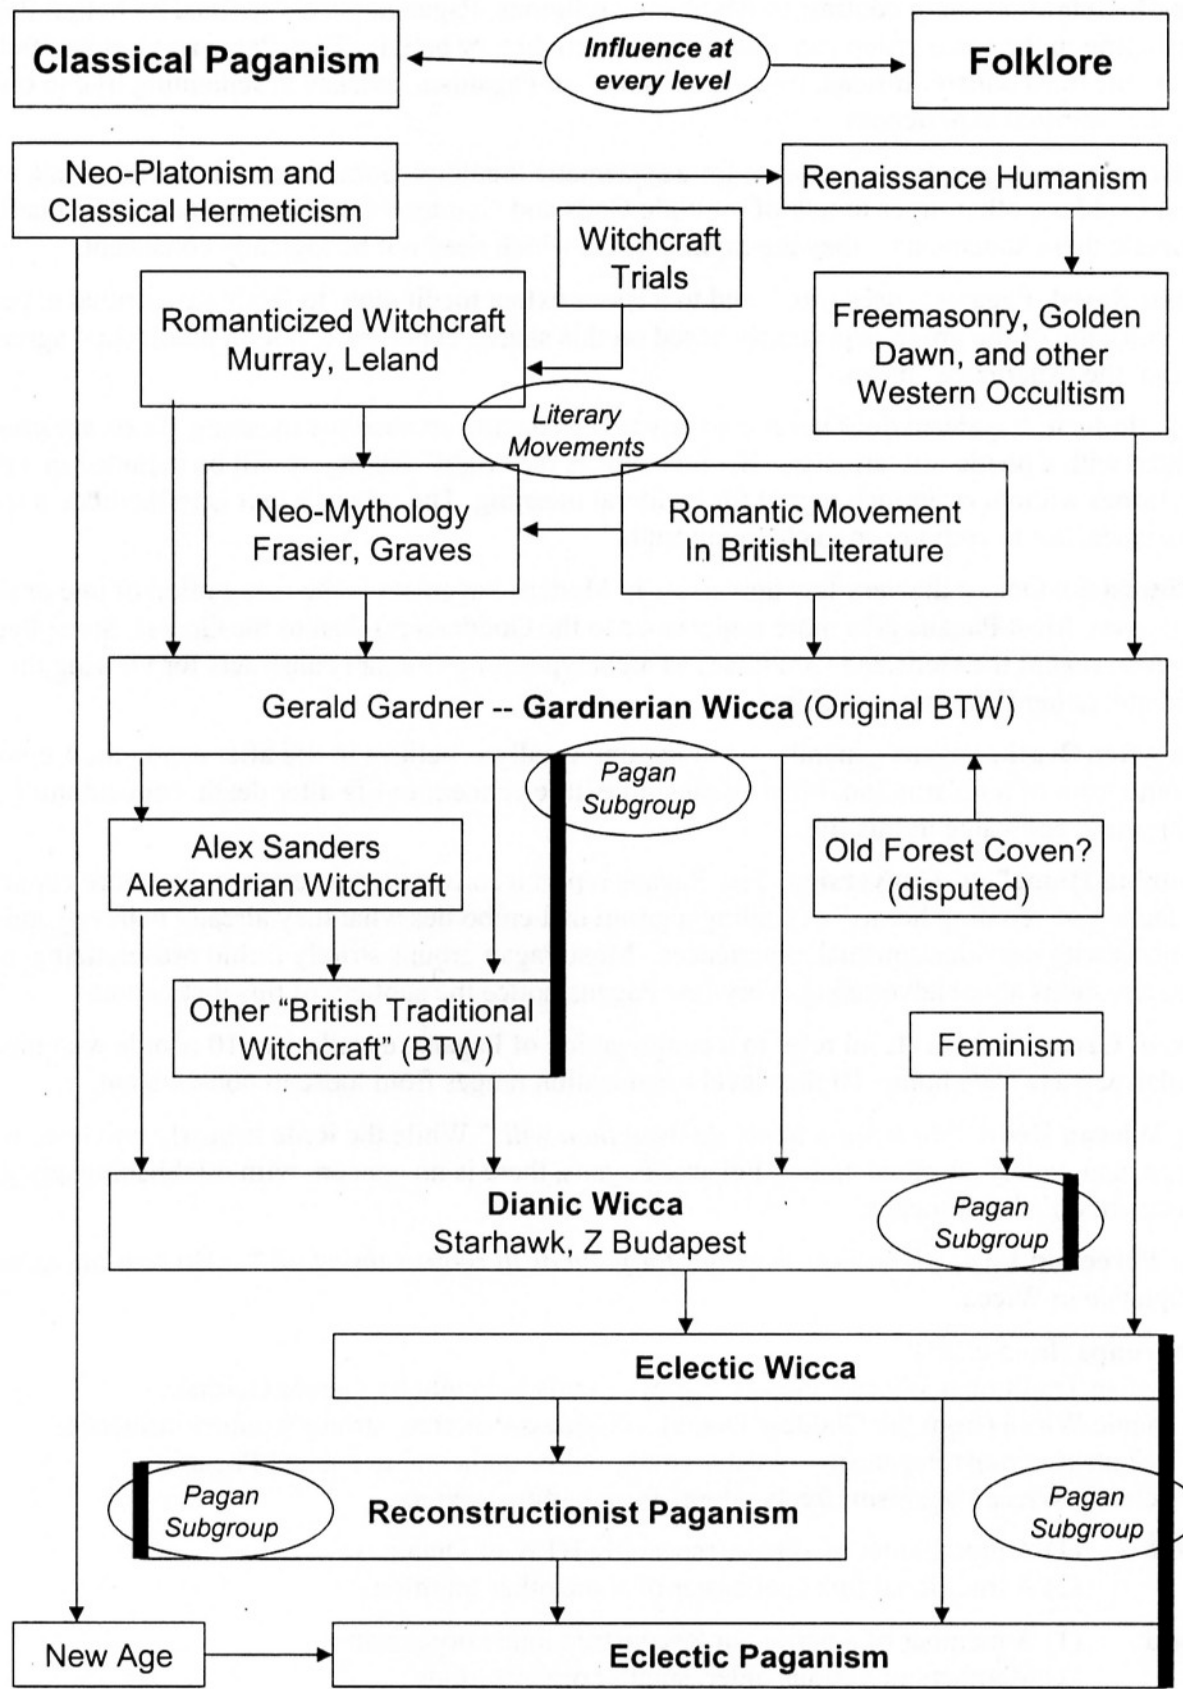 Classical Paganism
Influence at
every level
Folklore
Neo-Platonism and
Classical Hermeticism
Renaissance Humanism
Witchcraft
Trials
Romanticized Witchcraft
Murray, Leland
Freemasonry, Golden
Dawn, and other
Western Occultism
Literary
Movements
Neo-Mythology
Frasier, Graves
Romantic Movement
In BritishLiterature
Gerald Gardner -- Gardnerian Wicca (Original BTW)
Pagan
Subgroup
Alex Sanders
Alexandrian Witchcraft
Old Forest Coven?
(disputed)
Other “British Traditional
Witchcraft” (BTW)
Feminism
Dianic Wicca
Starhawk, Z Budapest
Pagan
Subgroup
Eclectic Wicca
Pagan
Subgroup
Reconstructionist Paganism
Pagan
Subgroup
New Age
Eclectic Paganism